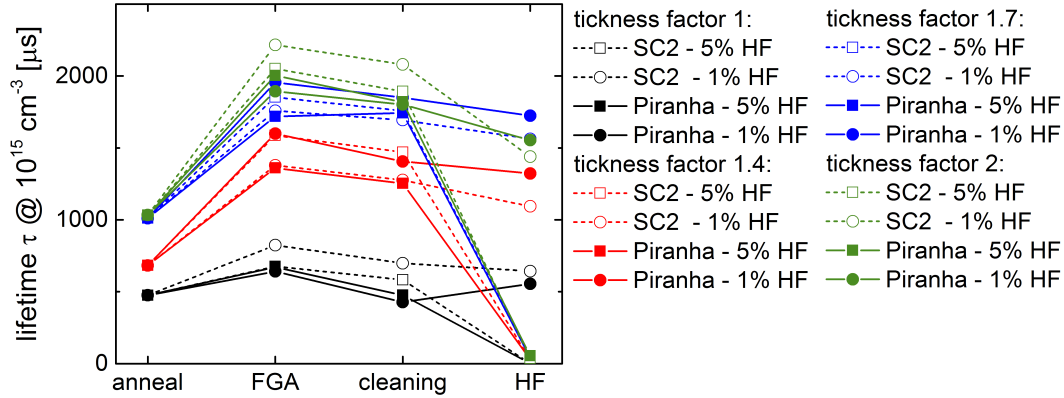 lifetime τ @ 10¹⁵ cm⁻³ [µs]
2000
1000
0
anneal FGA cleaning HF
tickness factor 1:
SC2 - 5% HF
SC2 - 1% HF
Piranha - 5% HF
Piranha - 1% HF
tickness factor 1.4:
SC2 - 5% HF
SC2 - 1% HF
Piranha - 5% HF
Piranha - 1% HF
tickness factor 1.7:
SC2 - 5% HF
SC2 - 1% HF
Piranha - 5% HF
Piranha - 1% HF
tickness factor 2:
SC2 - 5% HF
SC2 - 1% HF
Piranha - 5% HF
Piranha - 1% HF